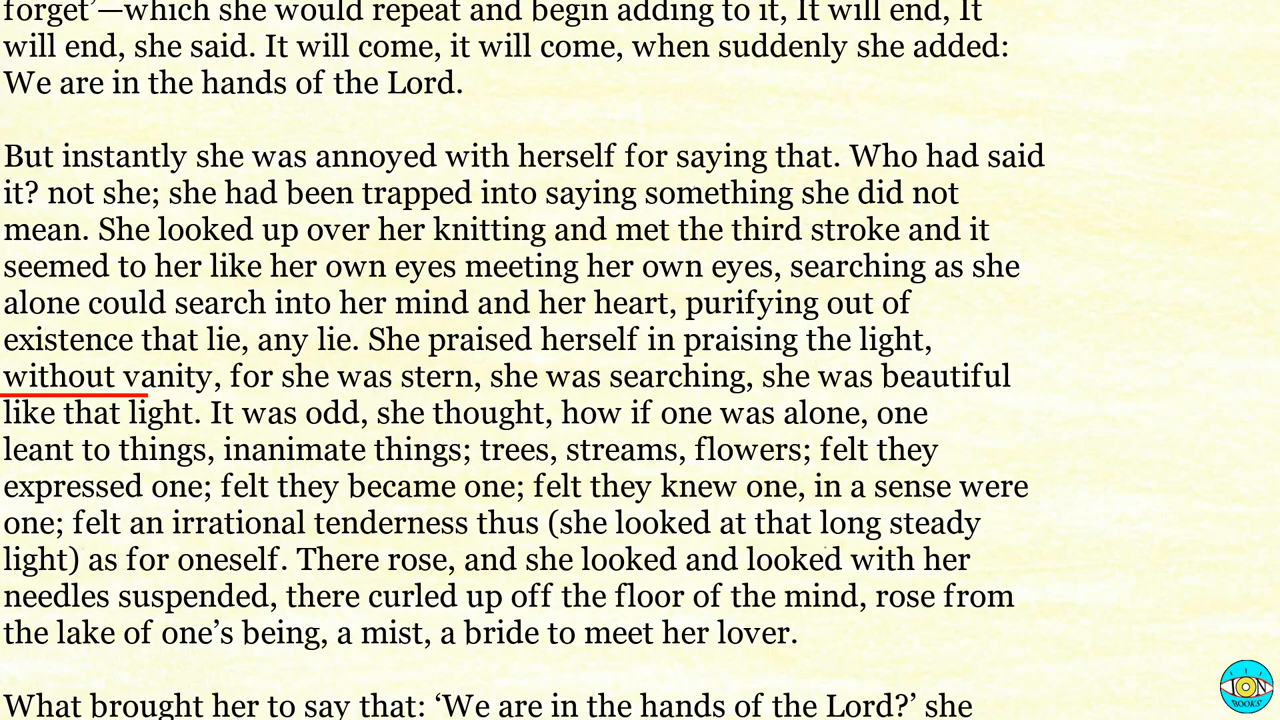 forget’—which she would repeat and begin adding to it, It will end, It
will end, she said. It will come, it will come, when suddenly she added:
We are in the hands of the Lord.
But instantly she was annoyed with herself for saying that. Who had said
it? not she; she had been trapped into saying something she did not
mean. She looked up over her knitting and met the third stroke and it
seemed to her like her own eyes meeting her own eyes, searching as she
alone could search into her mind and her heart, purifying out of
existence that lie, any lie. She praised herself in praising the light,
without vanity, for she was stern, she was searching, she was beautiful
like that light. It was odd, she thought, how if one was alone, one
leant to things, inanimate things; trees, streams, flowers; felt they
expressed one; felt they became one; felt they knew one, in a sense were
one; felt an irrational tenderness thus (she looked at that long steady
light) as for oneself. There rose, and she looked and looked with her
needles suspended, there curled up off the floor of the mind, rose from
the lake of one’s being, a mist, a bride to meet her lover.
What brought her to say that: ‘We are in the hands of the Lord?’ she
ION
BOOKS